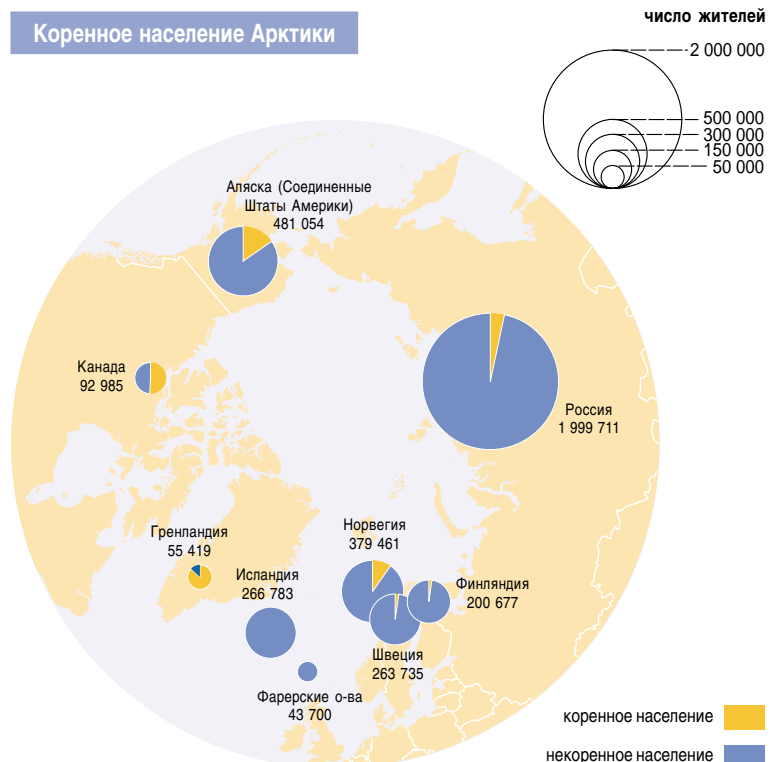 Коренное население Арктики
число жителей
2 000 000
500 000
300 000
150 000
50 000
Аляска (Соединенные
Штаты Америки)
481 054
Канада
92 985
Россия
1 999 711
Гренландия
55 419
Исландия
266 783
Норвегия
379 461
Финляндия
200 677
Швеция
263 735
Фарерские о-ва
43 700
коренное население
некоренное население